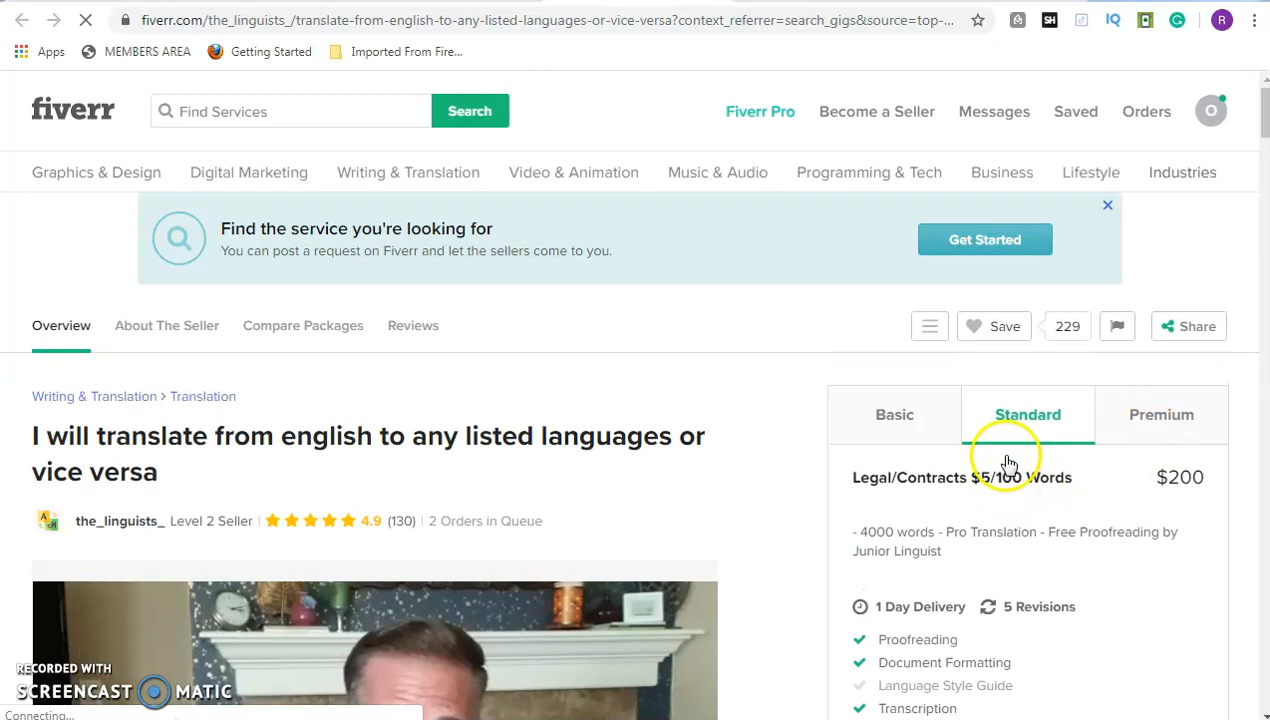 fiverr.com/the_linguists_/translate-from-english-to-any-listed-languages-or-vice-versa?context_referrer=search_gigs&source=top-...
SH
IQ
R
Apps
MEMBERS AREA
Getting Started
Imported From Fire...
fiverr
Find Services
Search
Fiverr Pro
Become a Seller
Messages
Saved
Orders
O
Graphics & Design
Digital Marketing
Writing & Translation
Video & Animation
Music & Audio
Programming & Tech
Business
Lifestyle
Industries
Find the service you're looking for
You can post a request on Fiverr and let the sellers come to you.
Get Started
Overview
About The Seller
Compare Packages
Reviews
Save
229
Share
Writing & Translation > Translation
I will translate from english to any listed languages or
vice versa
the_linguists_ Level 2 Seller | 4.9 (130) | 2 Orders in Queue
Basic
Standard
Premium
Legal/Contracts $5/100 Words
$200
- 4000 words - Pro Translation - Free Proofreading by
Junior Linguist
1 Day Delivery
5 Revisions
Proofreading
Document Formatting
Language Style Guide
Transcription
RECORDED WITH
SCREENCAST MATIC
Connecting...